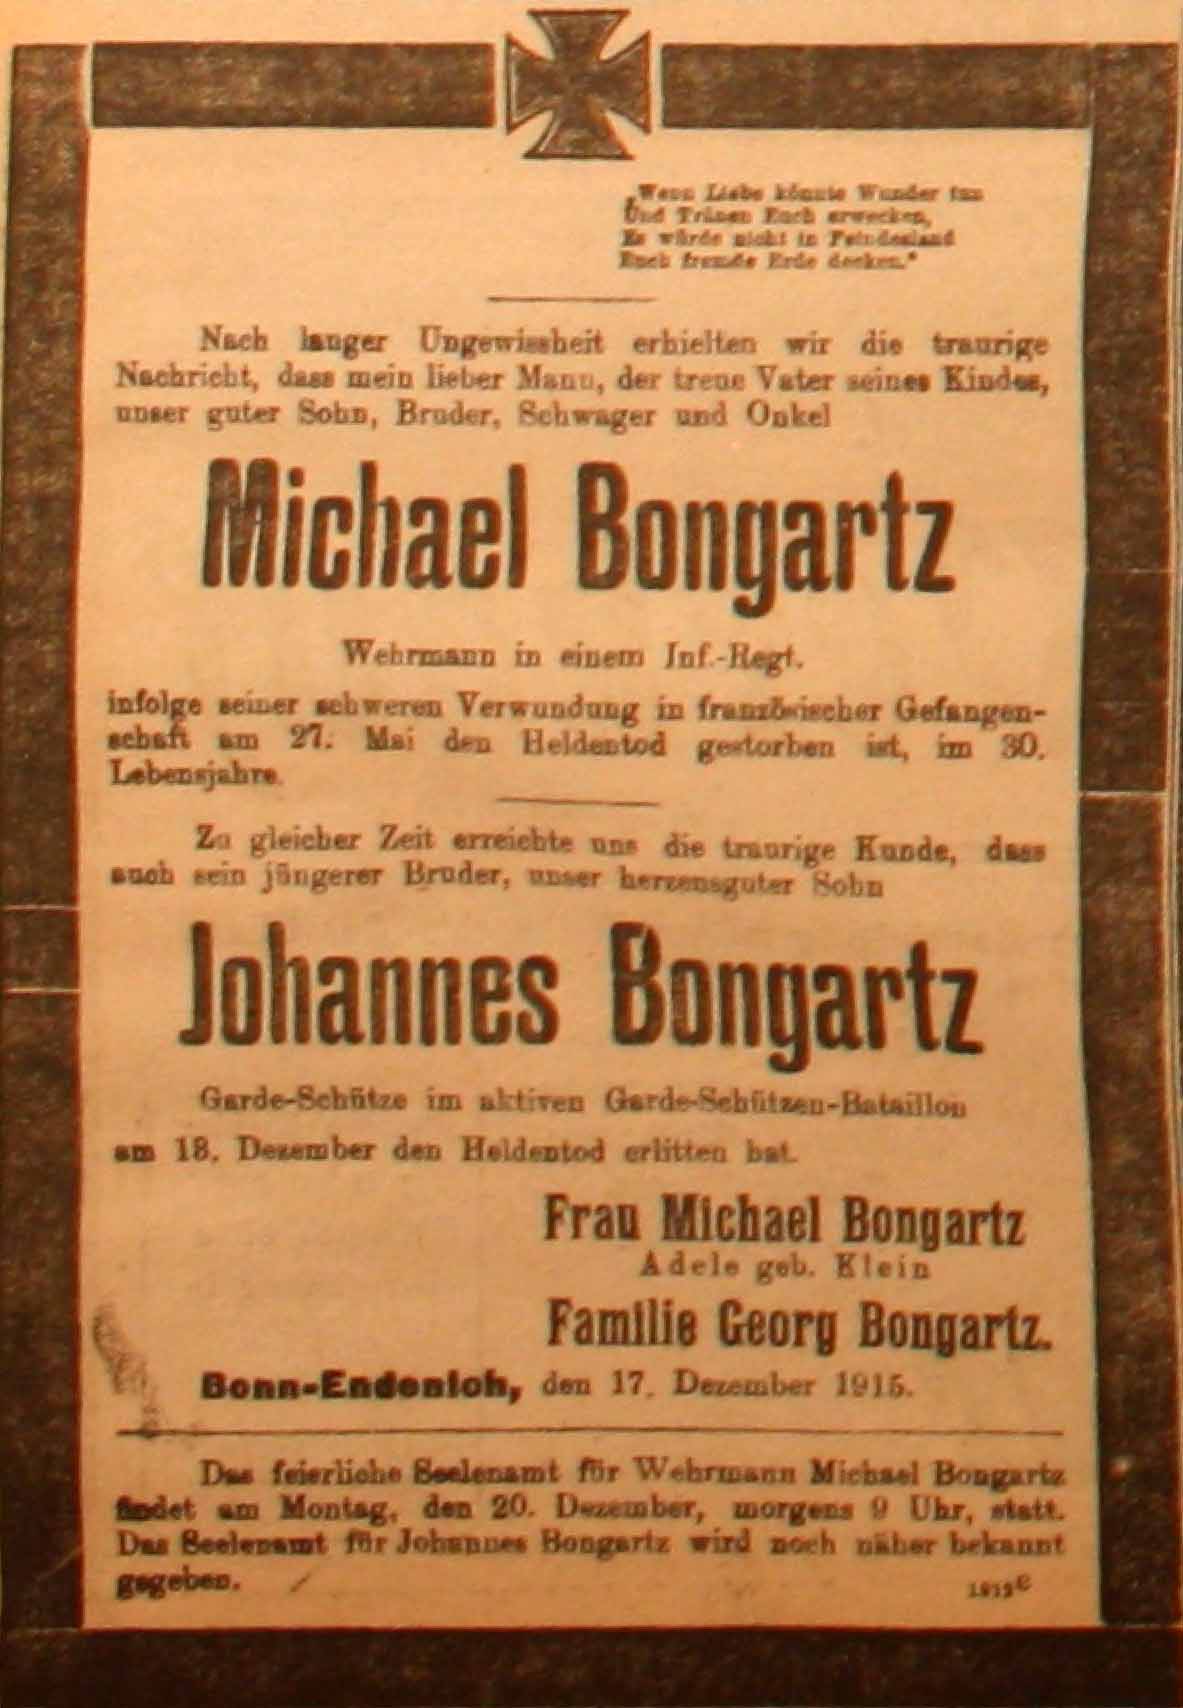 „Wenn Liebe könnte Wunder tun
Und Tränen Euch erwecken,
Es würde nicht in Feindesland
Euch fremde Erde decken.“
Nach langer Ungewissheit erhielten wir die traurige
Nachricht, dass mein lieber Mann, der treue Vater seines Kindes,
unser guter Sohn, Bruder, Schwager und Onkel
Michael Bongartz
Wehrmann in einem Inf.-Regt.
infolge seiner schweren Verwundung in französischer Gefangen-
schaft am 27. Mai den Heldentod gestorben ist, im 30.
Lebensjahre.
Zu gleicher Zeit erreichte uns die traurige Kunde, dass
auch sein jüngerer Bruder, unser herzensguter Sohn
Johannes Bongartz
Garde-Schütze im aktiven Garde-Schützen-Bataillon
am 18. Dezember den Heldentod erlitten hat.
Frau Michael Bongartz
Adele geb. Klein
Familie Georg Bongartz.
Bonn-Endenich, den 17. Dezember 1915.
Das feierliche Seelenamt für Wehrmann Michael Bongartz
findet am Montag, den 20. Dezember, morgens 9 Uhr, statt.
Das Seelenamt für Johannes Bongartz wird noch näher bekannt
gegeben.